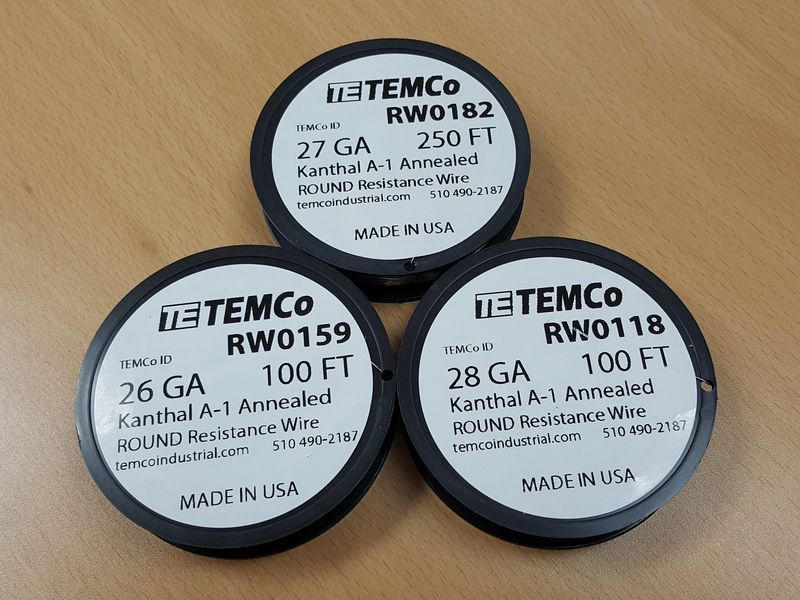 TE TEMCo
RW0182
TEMCo ID
27 GA 250 FT
Kanthal A-1 Annealed
ROUND Resistance Wire
temcoindustrial.com 510 490-2187
MADE IN USA
TE TEMCo
RW0159
TEMCo ID
26 GA 100 FT
Kanthal A-1 Annealed
ROUND Resistance Wire
temcoindustrial.com 510 490-2187
MADE IN USA
TE TEMCo
RW0118
TEMCo ID
28 GA 100 FT
Kanthal A-1 Annealed
ROUND Resistance Wire
temcoindustrial.com 510 490-2187
MADE IN USA